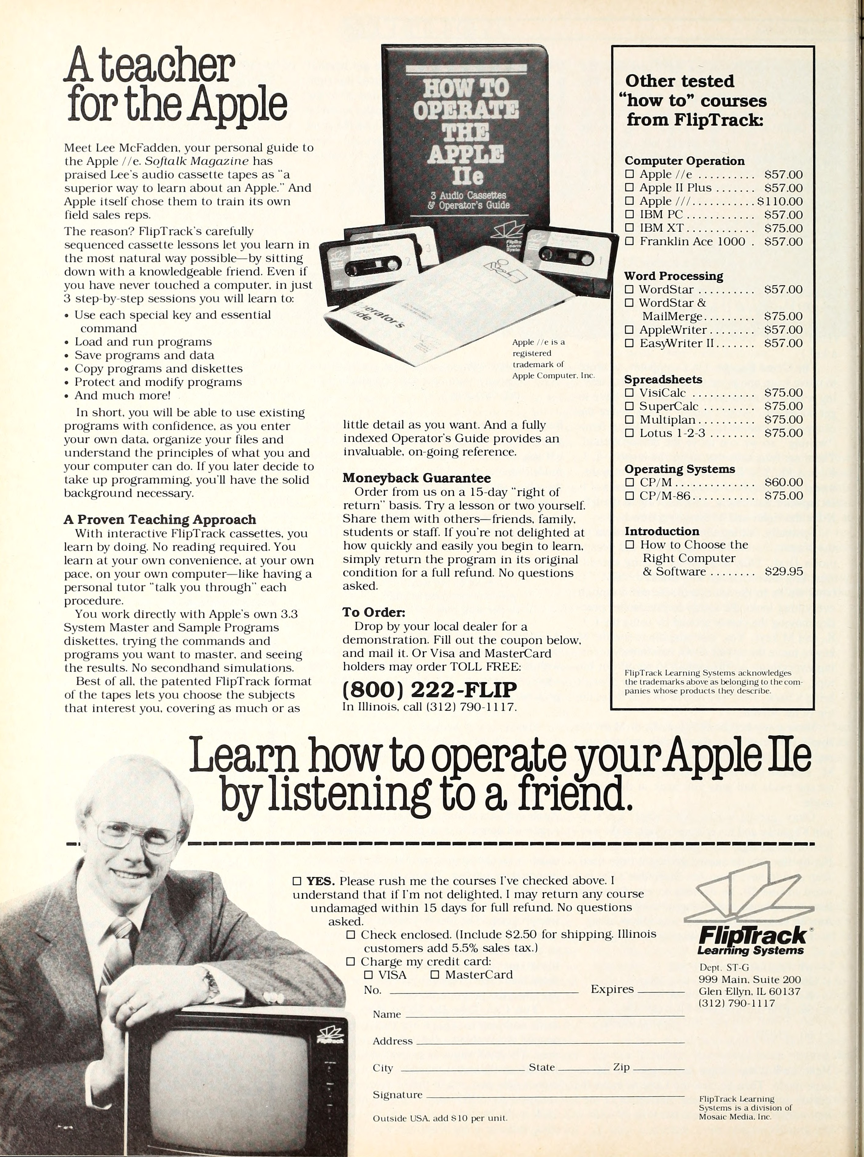 A teacher
for the Apple
Meet Lee McFadden, your personal guide to
the Apple //e. Softalk Magazine has
praised Lee's audio cassette tapes as "a
superior way to learn about an Apple." And
Apple itself chose them to train its own
field sales reps.
The reason? FlipTrack's carefully
sequenced cassette lessons let you learn in
the most natural way possible—by sitting
down with a knowledgeable friend. Even if
you have never touched a computer, in just
3 step-by-step sessions you will learn to:
• Use each special key and essential
command
• Load and run programs
• Save programs and data
• Copy programs and diskettes
• Protect and modify programs
• And much more!
In short, you will be able to use existing
programs with confidence, as you enter
your own data, organize your files and
understand the principles of what you and
your computer can do. If you later decide to
take up programming, you'll have the solid
background necessary.
A Proven Teaching Approach
With interactive FlipTrack cassettes, you
learn by doing. No reading required. You
learn at your own convenience, at your own
pace, on your own computer—like having a
personal tutor "talk you through" each
procedure.
You work directly with Apple's own 3.3
System Master and Sample Programs
diskettes, trying the commands and
programs you want to master, and seeing
the results. No secondhand simulations.
Best of all, the patented FlipTrack format
of the tapes lets you choose the subjects
that interest you, covering as much or as
HOW TO
OPERATE
THE
APPLE
IIe
3 Audio Cassettes
& Operator's Guide
Apple //e is a
registered
trademark of
Apple Computer, Inc.
little detail as you want. And a fully
indexed Operator's Guide provides an
invaluable, on-going reference.
Moneyback Guarantee
Order from us on a 15-day "right of
return" basis. Try a lesson or two yourself.
Share them with others—friends, family,
students or staff. If you're not delighted at
how quickly and easily you begin to learn,
simply return the program in its original
condition for a full refund. No questions
asked.
To Order:
Drop by your local dealer for a
demonstration. Fill out the coupon below,
and mail it. Or Visa and MasterCard
holders may order TOLL FREE:
(800) 222-FLIP
In Illinois, call (312) 790-1117.
Other tested
"how to" courses
from FlipTrack:
Computer Operation
☐ Apple //e .......... $57.00
☐ Apple II Plus ....... $57.00
☐ Apple /// ........... $110.00
☐ IBM PC ............ $57.00
☐ IBM XT ............ $75.00
☐ Franklin Ace 1000 . $57.00
Word Processing
☐ WordStar .......... $57.00
☐ WordStar &
MailMerge ......... $75.00
☐ AppleWriter ........ $57.00
☐ EasyWriter II ....... $57.00
Spreadsheets
☐ VisiCalc ........... $75.00
☐ SuperCalc ......... $75.00
☐ Multiplan .......... $75.00
☐ Lotus 1-2-3 ........ $75.00
Operating Systems
☐ CP/M .............. $60.00
☐ CP/M-86 ........... $75.00
Introduction
☐ How to Choose the
Right Computer
& Software ........ $29.95
FlipTrack Learning Systems acknowledges
the trademarks above as belonging to the com-
panies whose products they describe.
Learn how to operate your Apple IIe
by listening to a friend.
☐ YES. Please rush me the courses I've checked above. I
understand that if I'm not delighted, I may return any course
undamaged within 15 days for full refund. No questions
asked.
☐ Check enclosed. (Include $2.50 for shipping. Illinois
customers add 5.5% sales tax.)
☐ Charge my credit card:
☐ VISA ☐ MasterCard
No. Expires
Name
Address
City State Zip
Signature
Outside USA, add $10 per unit.
FlipTrack
FlipTrack®
Learning Systems
Dept. ST-G
999 Main, Suite 200
Glen Ellyn, IL 60137
(312) 790-1117
FlipTrack Learning
Systems is a division of
Mosaic Media, Inc.